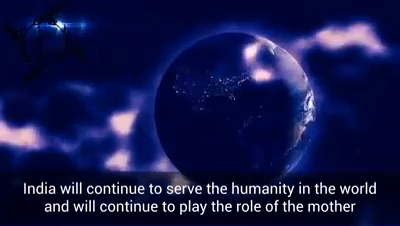 India will continue to serve the humanity in the world
and will continue to play the role of the mother